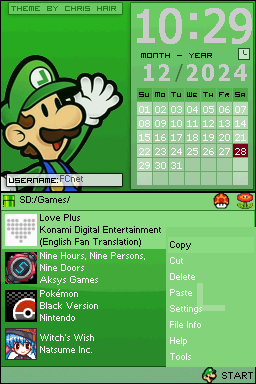 THEME BY CHRIS HAIR
10:29
MONTH - YEAR
12/2024
Su Mo Tu We Th Fr Sa
01 02 03 04 05 06 07
08 09 10 11 12 13 14
15 16 17 18 19 20 21
22 23 24 25 26 27 28
29 30 31
USERNAME: FCnet
SD:/Games/
Love Plus
Konami Digital Entertainment
(English Fan Translation)
Nine Hours, Nine Persons,
Nine Doors
Aksys Games
Pokémon
Black Version
Nintendo
Witch's Wish
Natsume Inc.
Copy
Cut
Delete
Paste
Settings
File Info
Help
Tools
START